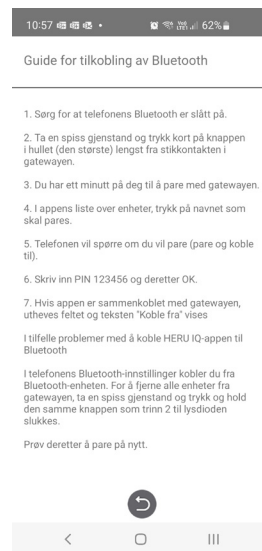 10:57
62%
Guide for tilkobling av Bluetooth
1. Sørg for at telefonens Bluetooth er slått på.
2. Ta en spiss gjenstand og trykk kort på knappen
i hullet (den største) lengst fra stikkontakten i
gatewayen.
3. Du har ett minutt på deg til å pare med gatewayen.
4. I appens liste over enheter, trykk på navnet som
skal pares.
5. Telefonen vil spørre om du vil pare (pare og koble
til).
6. Skriv inn PIN 123456 og deretter OK.
7. Hvis appen er sammenkoblet med gatewayen,
utheves feltet og teksten "Koble fra" vises
I tilfelle problemer med å koble HERU IQ-appen til
Bluetooth
I telefonens Bluetooth-innstillinger kobler du fra
Bluetooth-enheten. For å fjerne alle enheter fra
gatewayen, ta en spiss gjenstand og trykk og hold
den samme knappen som trinn 2 til lysdioden
slukkes.
Prøv deretter å pare på nytt.